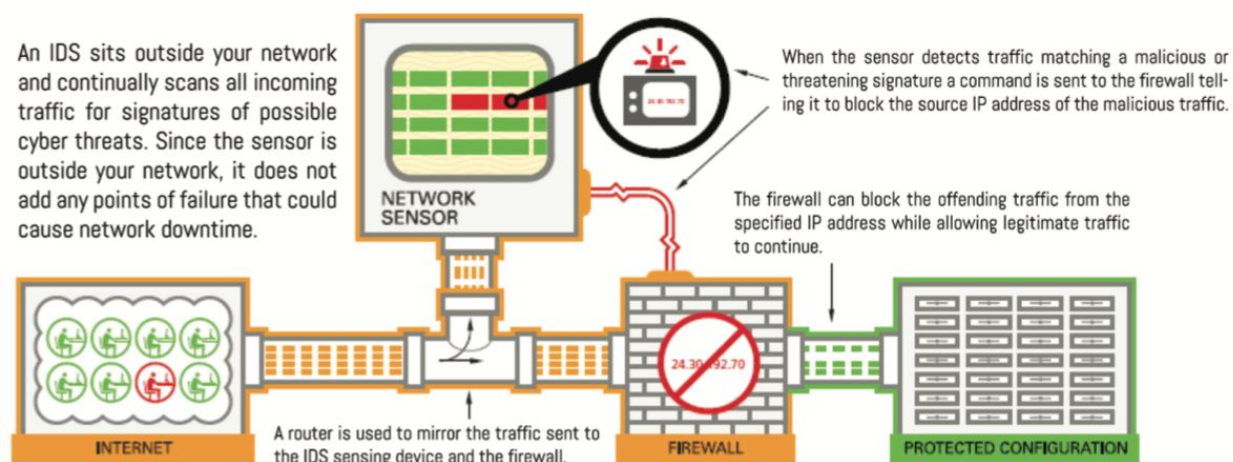 An IDS sits outside your network
and continually scans all incoming
traffic for signatures of possible
cyber threats. Since the sensor is
outside your network, it does not
add any points of failure that could
cause network downtime.
NETWORK
SENSOR
24.30.192.70
When the sensor detects traffic matching a malicious or
threatening signature a command is sent to the firewall tell-
ing it to block the source IP address of the malicious traffic.
The firewall can block the offending traffic from the
specified IP address while allowing legitimate traffic
to continue.
INTERNET
A router is used to mirror the traffic sent to
the IDS sensing device and the firewall.
24.30.192.70
FIREWALL
PROTECTED CONFIGURATION